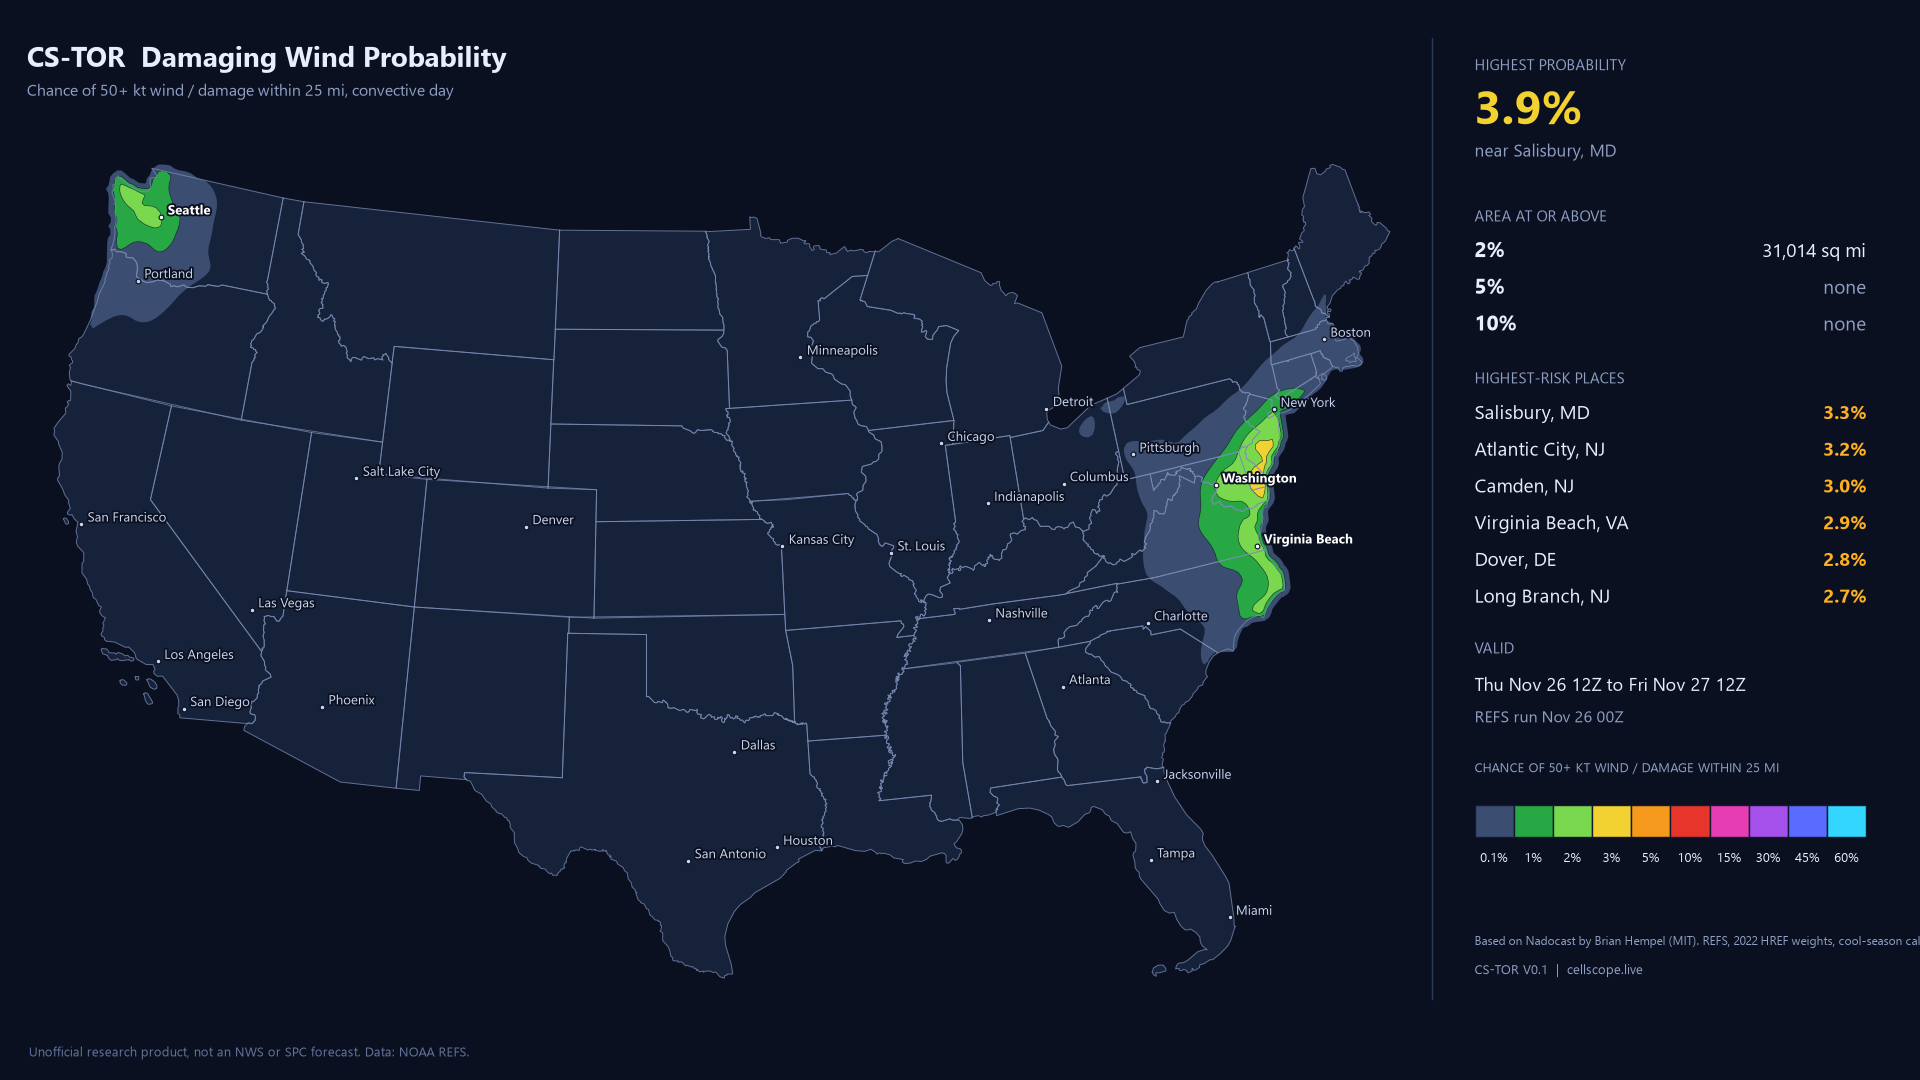 CS-TOR  Damaging Wind Probability
Chance of 50+ kt wind / damage within 25 mi, convective day
Seattle
Portland
Minneapolis
Boston
Detroit
New York
Chicago
Pittsburgh
Salt Lake City
Columbus
Washington
Indianapolis
San Francisco
Denver
Kansas City
St. Louis
Virginia Beach
Las Vegas
Nashville
Charlotte
Los Angeles
Atlanta
San Diego
Phoenix
Dallas
Jacksonville
Houston
San Antonio
Tampa
Miami
HIGHEST PROBABILITY
3.9%
near Salisbury, MD
AREA AT OR ABOVE
2% 31,014 sq mi
5% none
10% none
HIGHEST-RISK PLACES
Salisbury, MD 3.3%
Atlantic City, NJ 3.2%
Camden, NJ 3.0%
Virginia Beach, VA 2.9%
Dover, DE 2.8%
Long Branch, NJ 2.7%
VALID
Thu Nov 26 12Z to Fri Nov 27 12Z
REFS run Nov 26 00Z
CHANCE OF 50+ KT WIND / DAMAGE WITHIN 25 MI
0.1% 1% 2% 3% 5% 10% 15% 30% 45% 60%
Based on Nadocast by Brian Hempel (MIT). REFS, 2022 HREF weights, cool-season cal
CS-TOR V0.1 | cellscope.live
Unofficial research product, not an NWS or SPC forecast. Data: NOAA REFS.